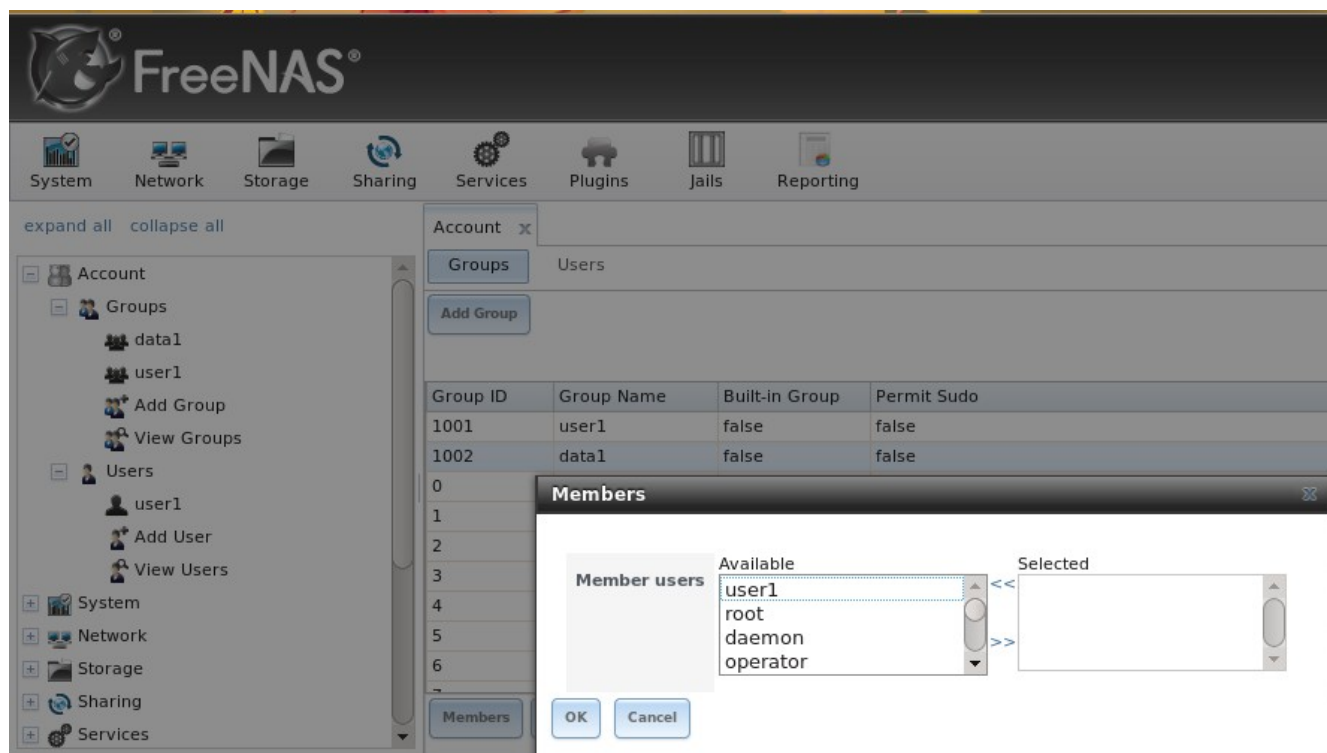 FreeNAS®
System Network Storage Sharing Services Plugins Jails Reporting
expand all collapse all
Account
Groups
data1
user1
Add Group
View Groups
Users
user1
Add User
View Users
System
Network
Storage
Sharing
Services
Account x
Groups Users
Add Group
Group ID Group Name Built-in Group Permit Sudo
1001 user1 false false
1002 data1 false false
0
1
2
3
4
5
6
Members
Members
Member users
Available
user1
root
daemon
operator
<<
>>
Selected
OK Cancel